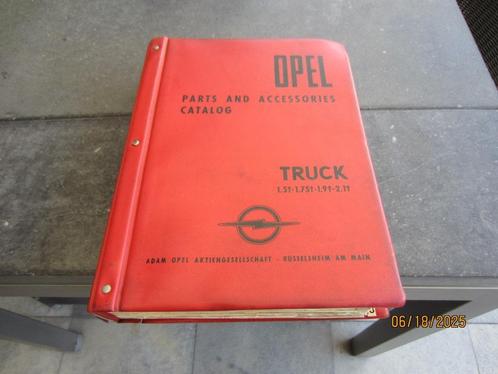 OPEL
PARTS AND ACCESSORIES
CATALOG
TRUCK
1.5t-1.75t-1.9t-2.1t
ADAM OPEL AKTIENGESELLSCHAFT - RÜSSELSHEIM AM MAIN
06/18/2025